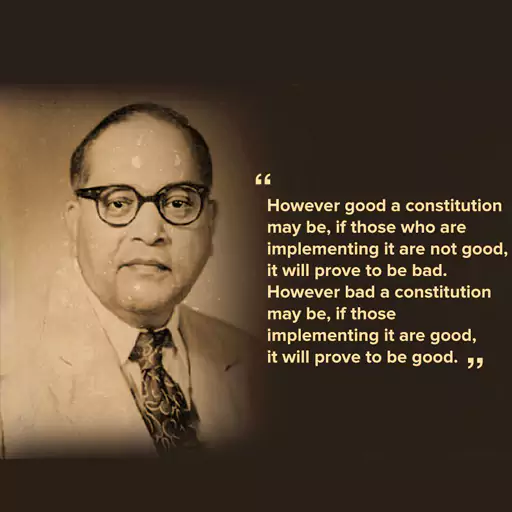 “
However good a constitution
may be, if those who are
implementing it are not good,
it will prove to be bad.
However bad a constitution
may be, if those
implementing it are good,
it will prove to be good. ”